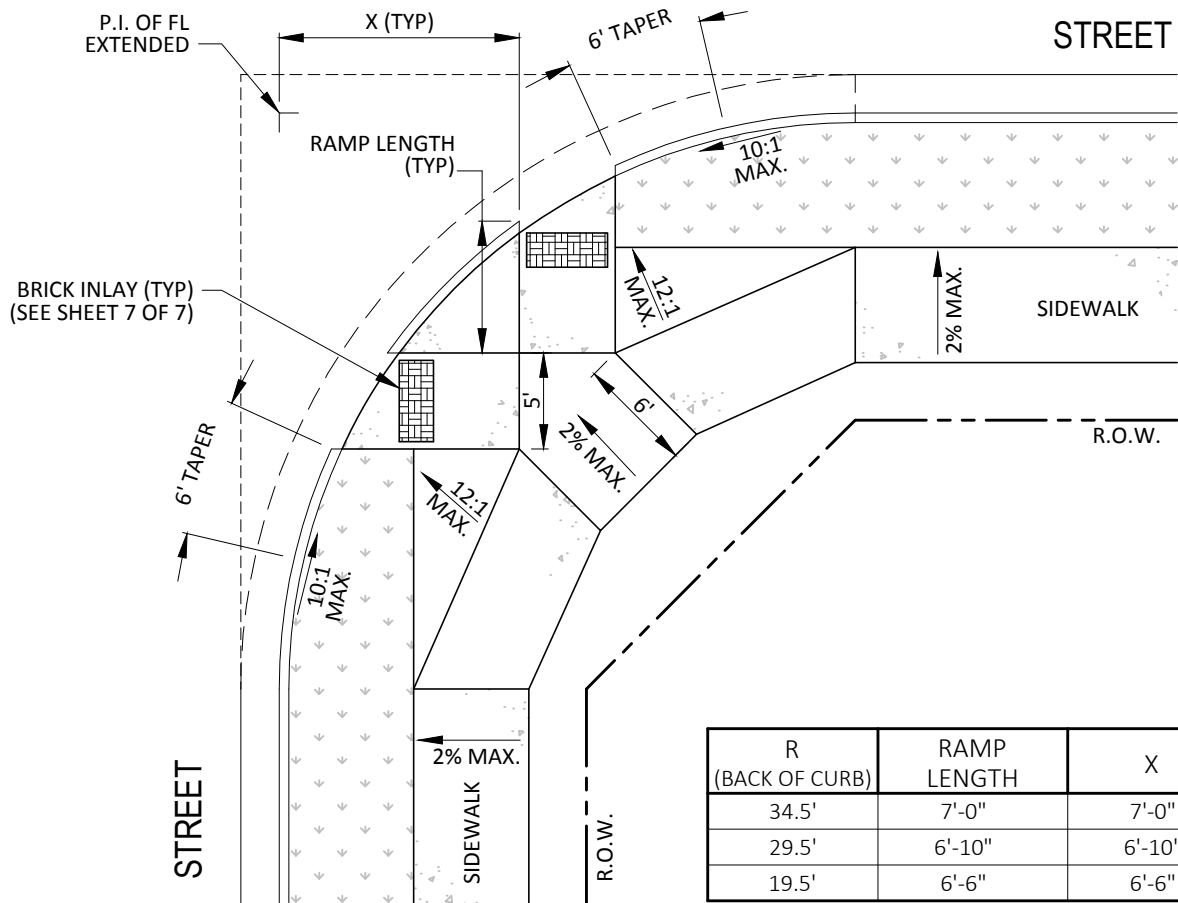 P.I. OF FL
EXTENDED
X (TYP)
6' TAPER
STREET
RAMP LENGTH
(TYP)
10:1
MAX.
BRICK INLAY (TYP)
(SEE SHEET 7 OF 7)
12:1
MAX.
2% MAX.
SIDEWALK
5'
6'
2% MAX.
R.O.W.
6' TAPER
12:1
MAX.
10:1
MAX.
2% MAX.
STREET
SIDEWALK
R.O.W.
R
(BACK OF CURB)
RAMP
LENGTH
X
34.5' 7'-0" 7'-0"
29.5' 6'-10" 6'-10"
19.5' 6'-6" 6'-6"